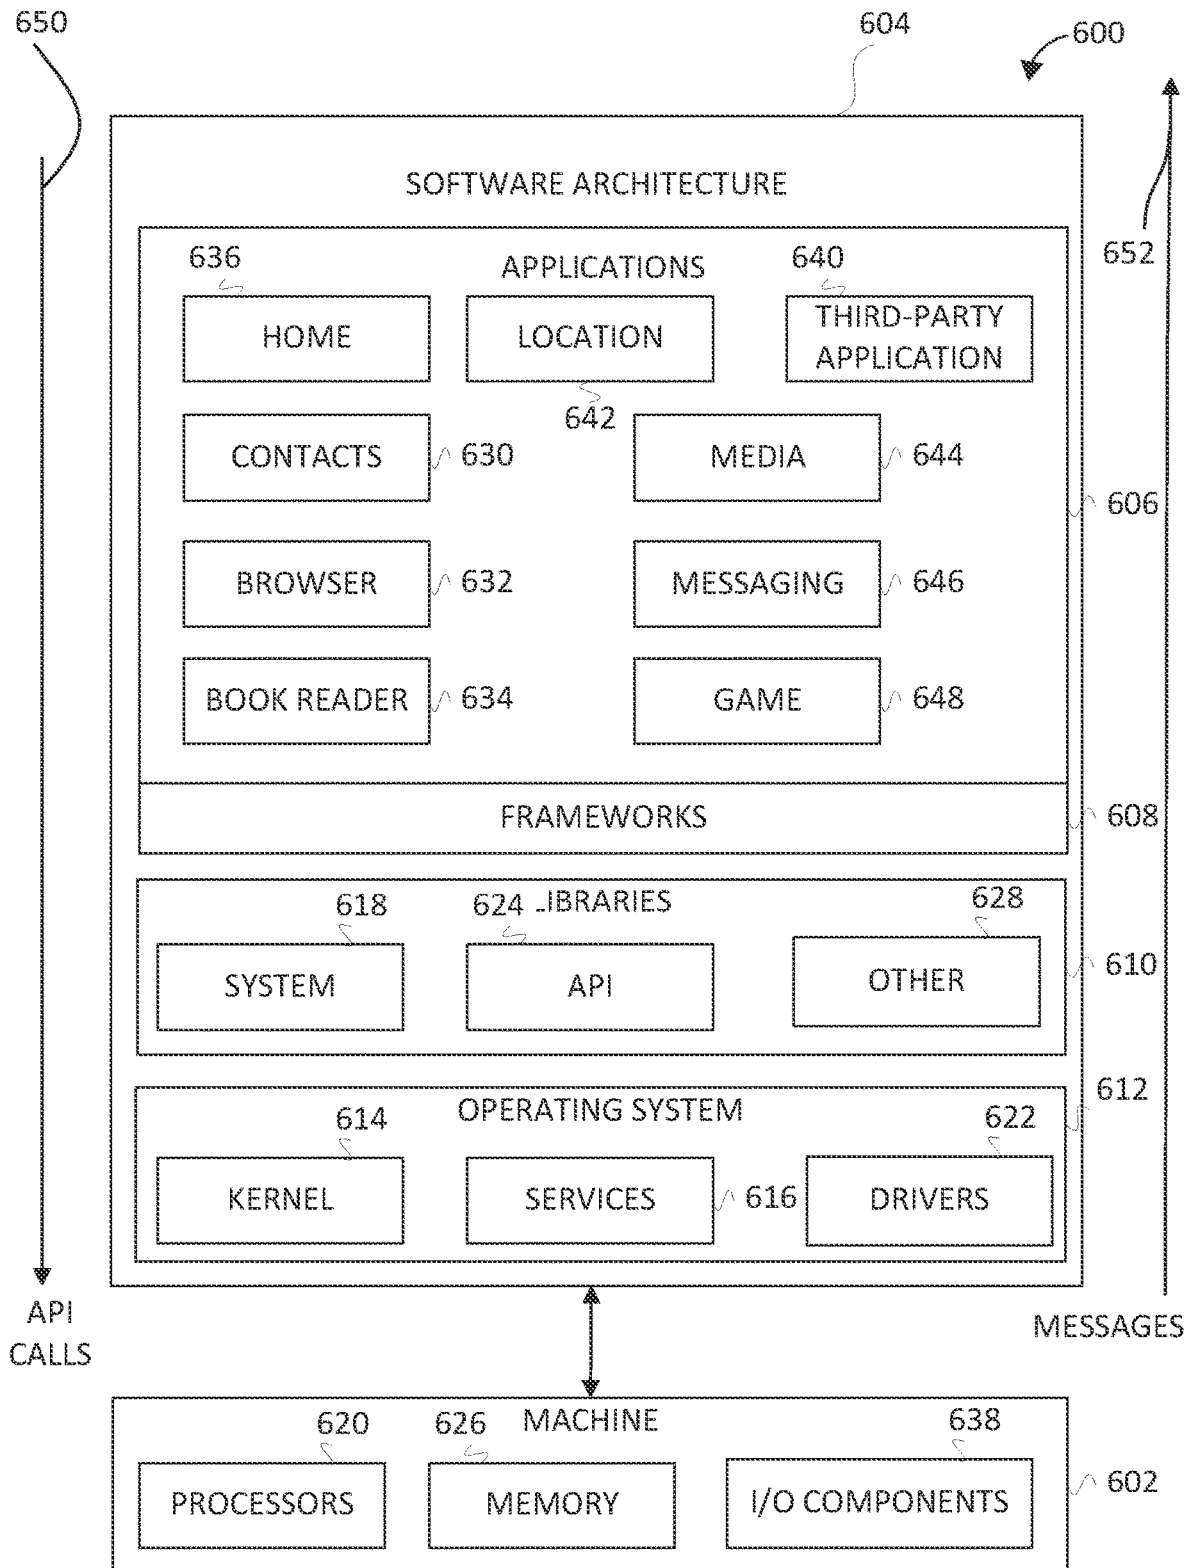 650
604
600
SOFTWARE ARCHITECTURE
652
636
APPLICATIONS
640
HOME
LOCATION
THIRD-PARTY
APPLICATION
642
CONTACTS
630
MEDIA
644
606
BROWSER
632
MESSAGING
646
BOOK READER
634
GAME
648
FRAMEWORKS
608
618
624
LIBRARIES
628
SYSTEM
API
OTHER
610
612
OPERATING SYSTEM
614
622
KERNEL
SERVICES
616
DRIVERS
API
CALLS
MESSAGES
MACHINE
620
626
638
PROCESSORS
MEMORY
I/O COMPONENTS
602